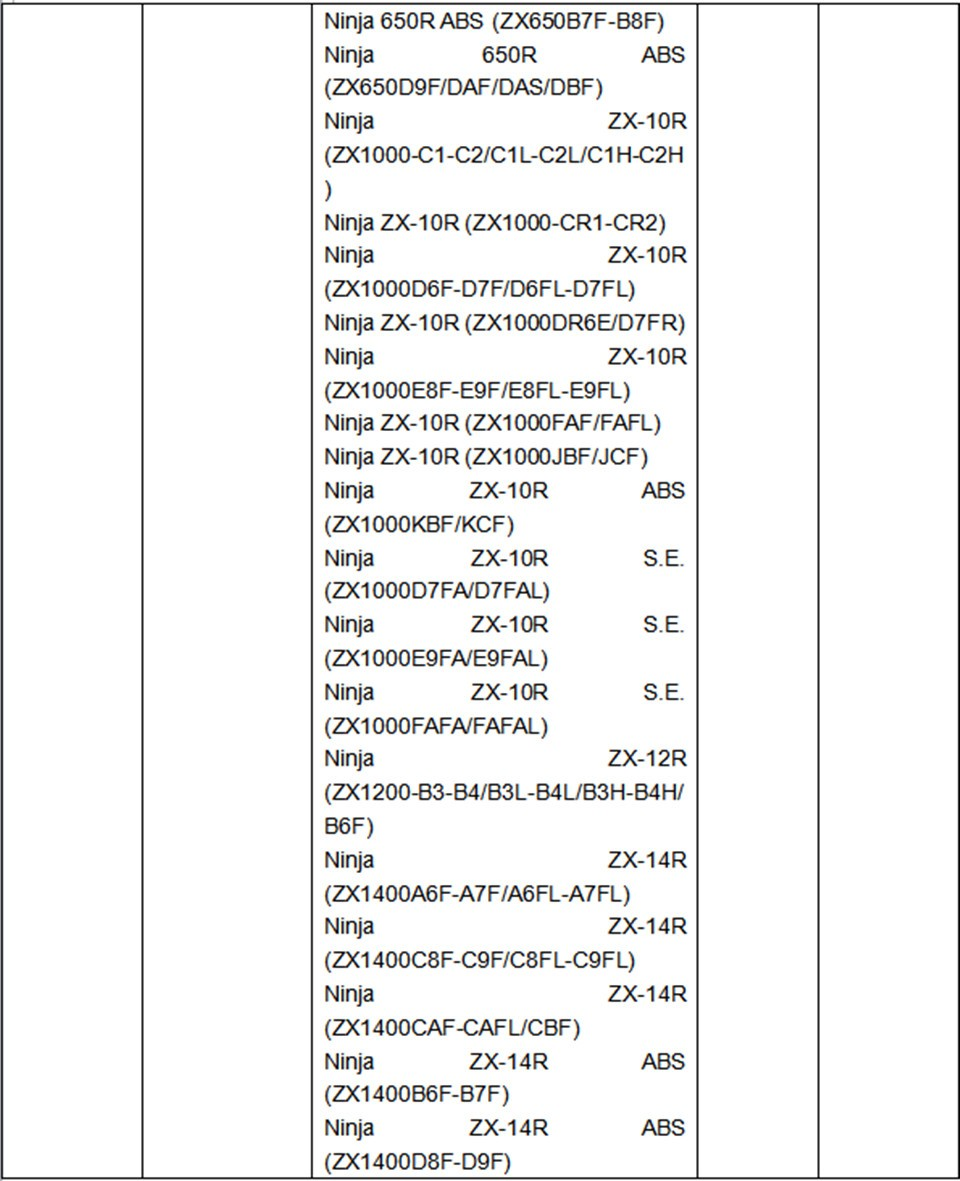 Ninja 650R ABS (ZX650B7F-B8F)
Ninja 650R ABS
(ZX650D9F/DAF/DAS/DBF)
Ninja ZX-10R
(ZX1000-C1-C2/C1L-C2L/C1H-C2H
)
Ninja ZX-10R (ZX1000-CR1-CR2)
Ninja ZX-10R
(ZX1000D6F-D7F/D6FL-D7FL)
Ninja ZX-10R (ZX1000DR6E/D7FR)
Ninja ZX-10R
(ZX1000E8F-E9F/E8FL-E9FL)
Ninja ZX-10R (ZX1000FAF/FAFL)
Ninja ZX-10R (ZX1000JBF/JCF)
Ninja ZX-10R ABS
(ZX1000KBF/KCF)
Ninja ZX-10R S.E.
(ZX1000D7FA/D7FAL)
Ninja ZX-10R S.E.
(ZX1000E9FA/E9FAL)
Ninja ZX-10R S.E.
(ZX1000FAFA/FAFAL)
Ninja ZX-12R
(ZX1200-B3-B4/B3L-B4L/B3H-B4H/
B6F)
Ninja ZX-14R
(ZX1400A6F-A7F/A6FL-A7FL)
Ninja ZX-14R
(ZX1400C8F-C9F/C8FL-C9FL)
Ninja ZX-14R
(ZX1400CAF-CAFL/CBF)
Ninja ZX-14R ABS
(ZX1400B6F-B7F)
Ninja ZX-14R ABS
(ZX1400D8F-D9F)